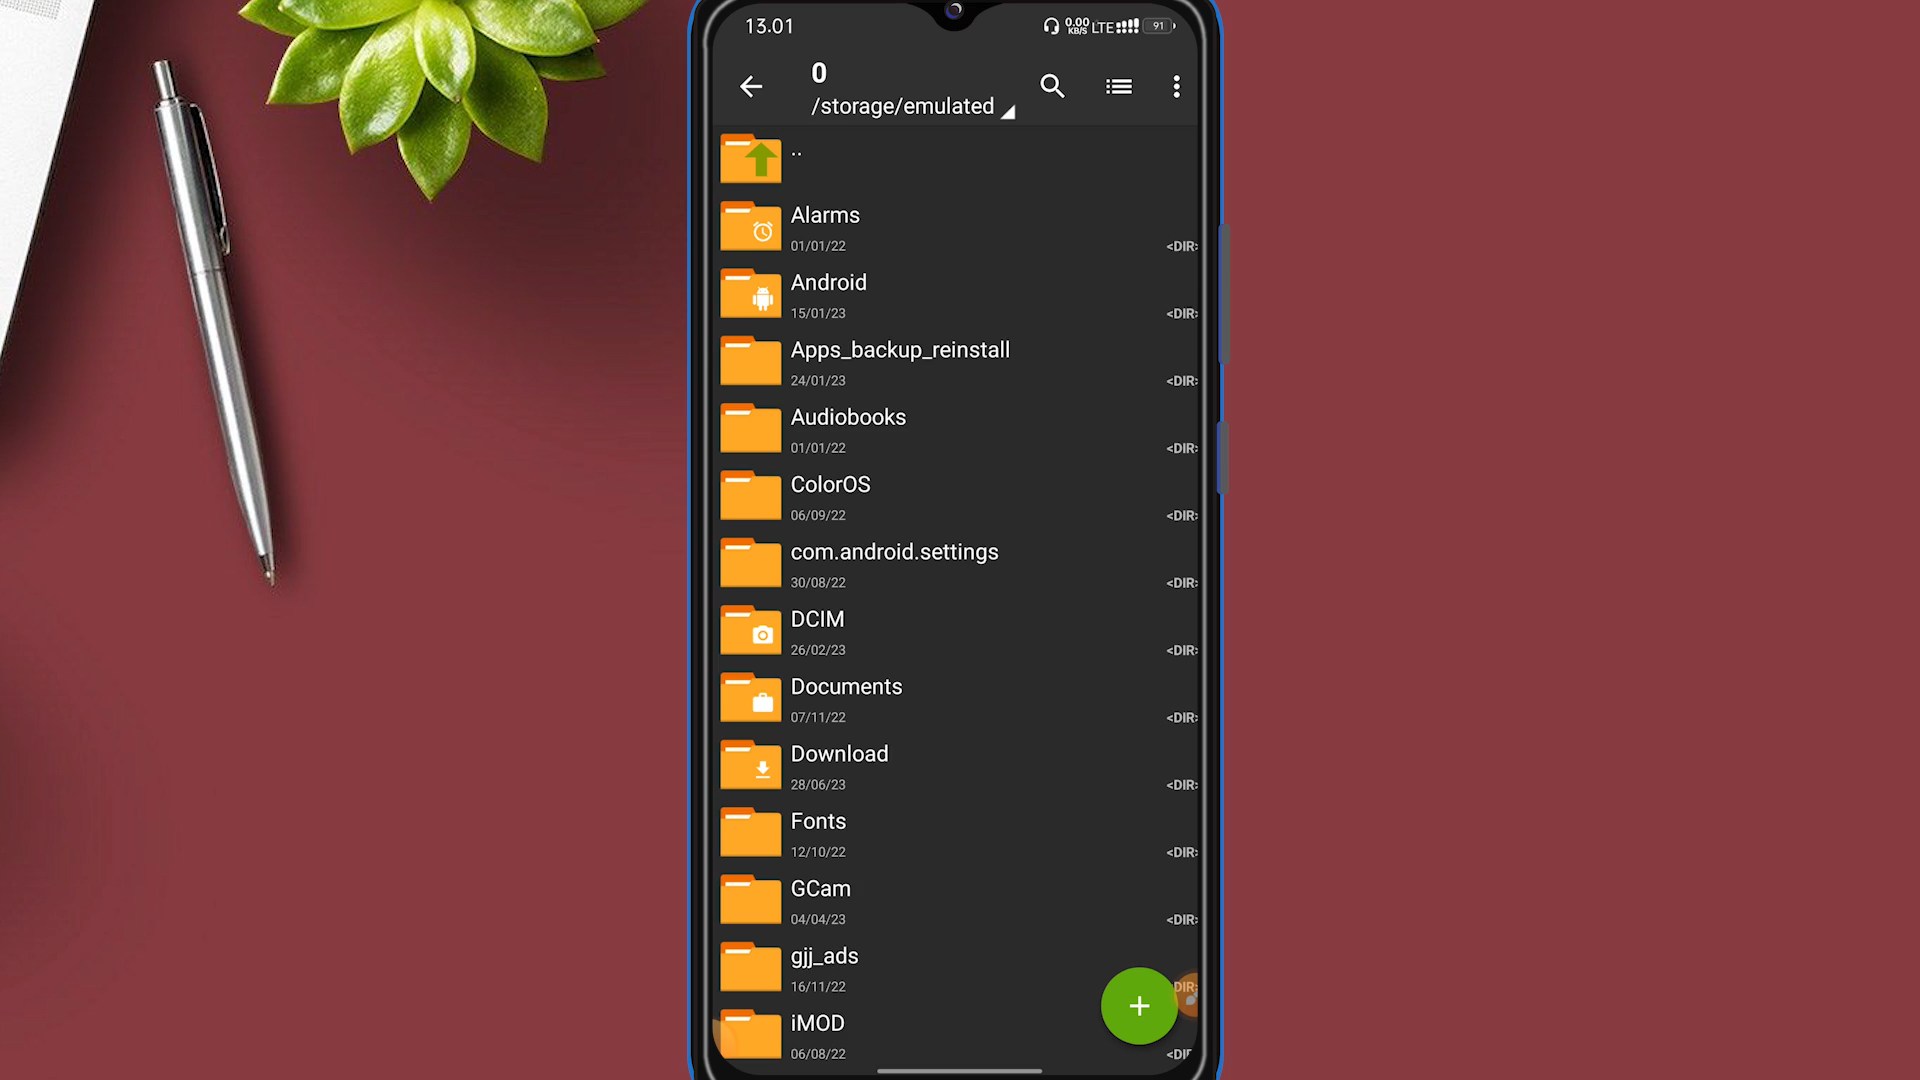 13.01
0.00
KB/S
LTE
91
0
/storage/emulated
..
Alarms
01/01/22
<DIR>
Android
15/01/23
<DIR>
Apps_backup_reinstall
24/01/23
<DIR>
Audiobooks
01/01/22
<DIR>
ColorOS
06/09/22
<DIR>
com.android.settings
30/08/22
<DIR>
DCIM
26/02/23
<DIR>
Documents
07/11/22
<DIR>
Download
28/06/23
<DIR>
Fonts
12/10/22
<DIR>
GCam
04/04/23
<DIR>
gjj_ads
16/11/22
DIR
iMOD
06/08/22
<DIR